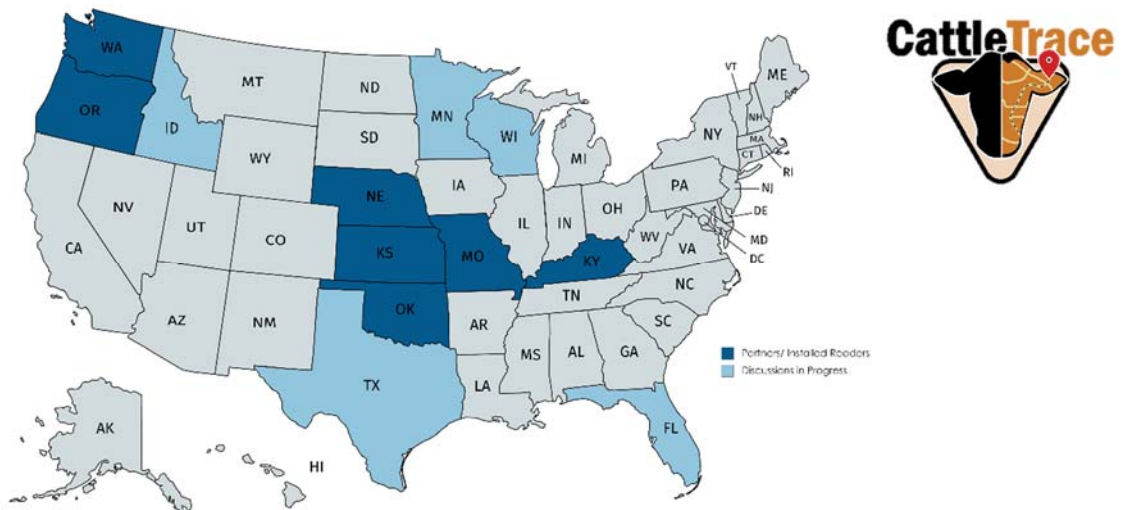 CattleTrace
WA
MT
ND
MN
VT
ME
OR
ID
SD
WI
NH
NY
MA
CT
MI
WY
RI
IA
PA
NJ
NE
NV
OH
DE
UT
IL
IN
CA
CO
WV
MD
VA
KS
MO
KY
DC
NC
TN
OK
AZ
NM
AR
SC
MS
AL
GA
Partners/ Installed Readers
Discussions in Progress
TX
LA
FL
AK
HI